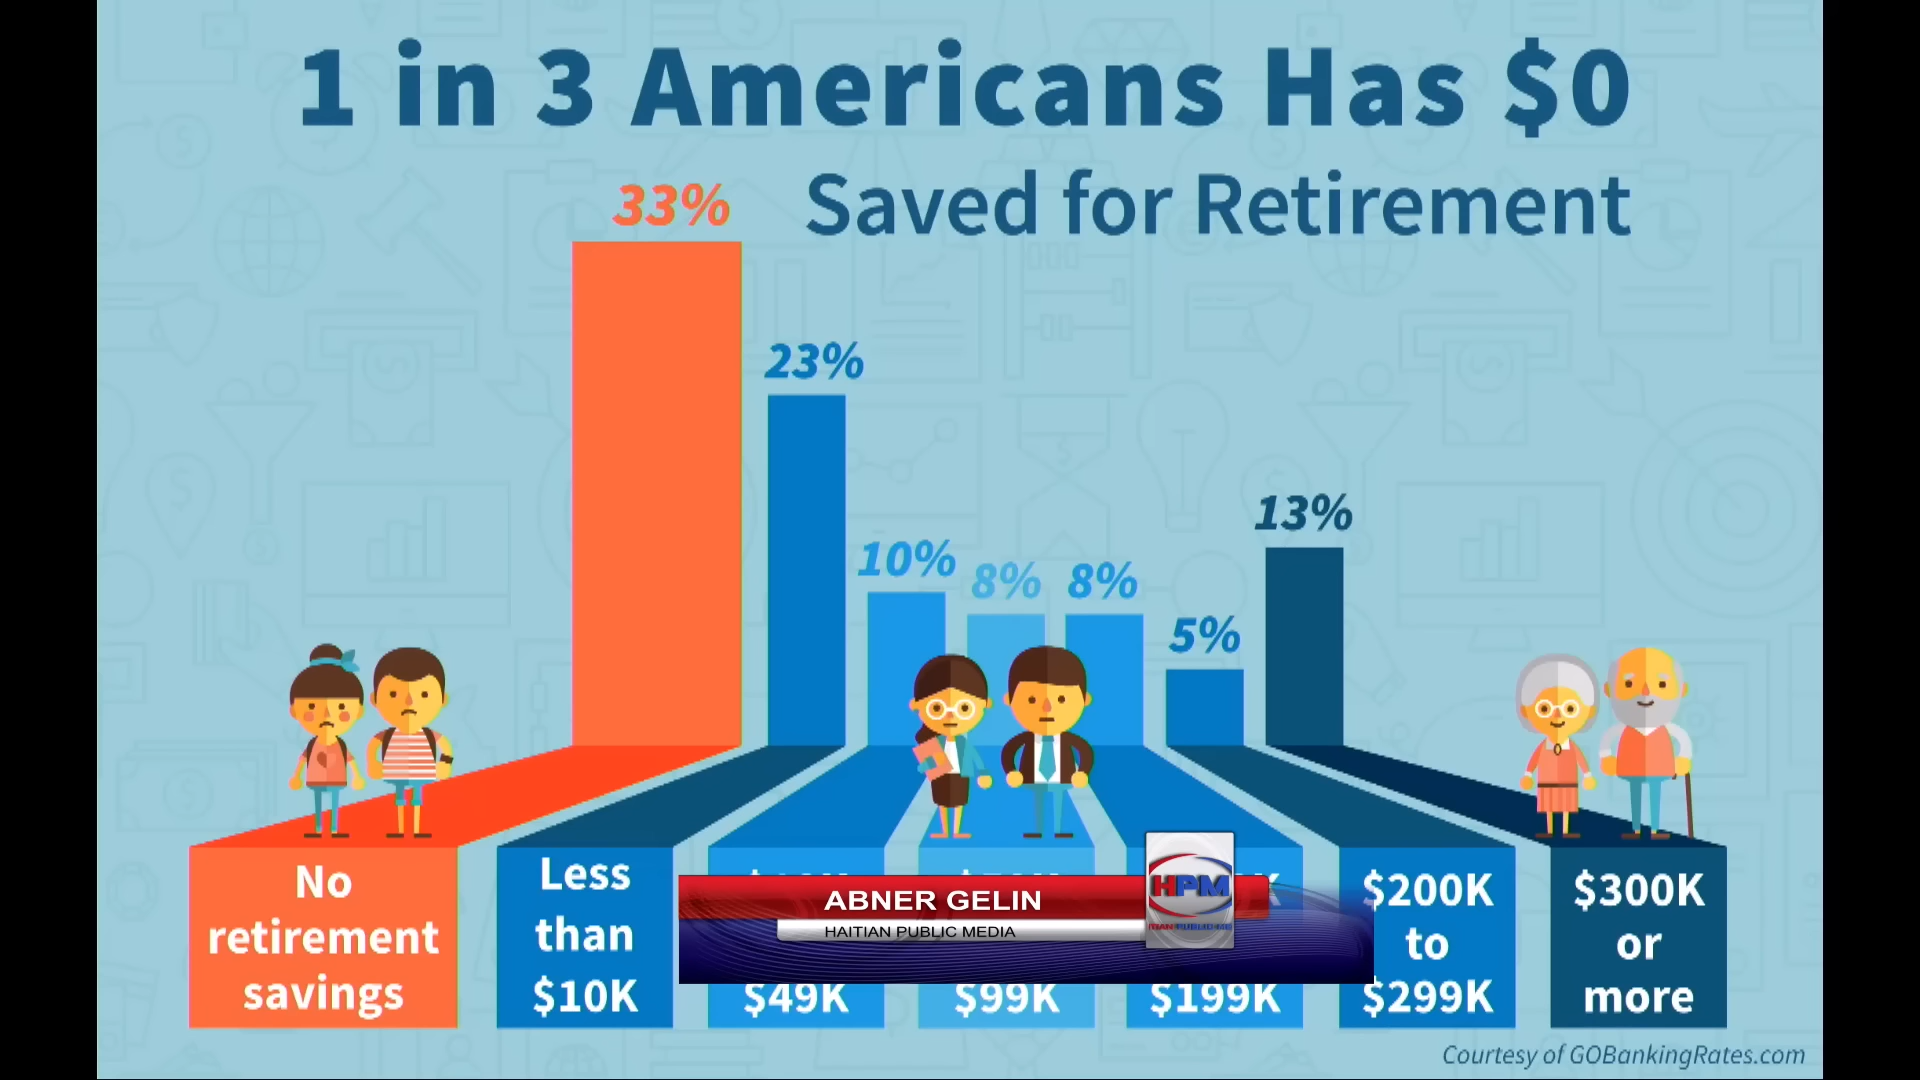 1 in 3 Americans Has $0
Saved for Retirement
33%
23%
10%
8%
8%
5%
13%
No
retirement
savings
Less
than
$10K
$49K
$99K
$199K
$200K
to
$299K
$300K
or
more
ABNER GELIN
HAITIAN PUBLIC MEDIA
HPM
Courtesy of GOBankingRates.com